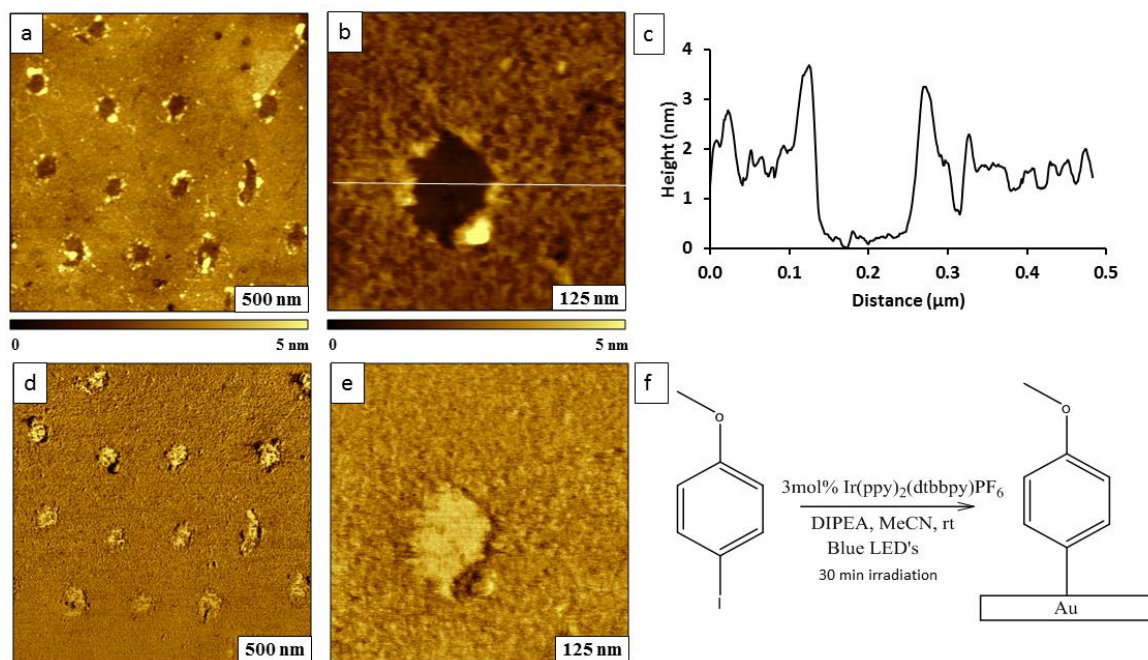 a
500 nm
0
5 nm
b
125 nm
0
5 nm
c
4
3
2
1
0
Height (nm)
0.0
0.1
0.2
0.3
0.4
0.5
Distance (µm)
d
500 nm
e
125 nm
f
o
I
3mol% Ir(ppy)2(dtbbpy)PF6
DIPEA, MeCN, rt
Blue LED's
30 min irradiation
o
Au